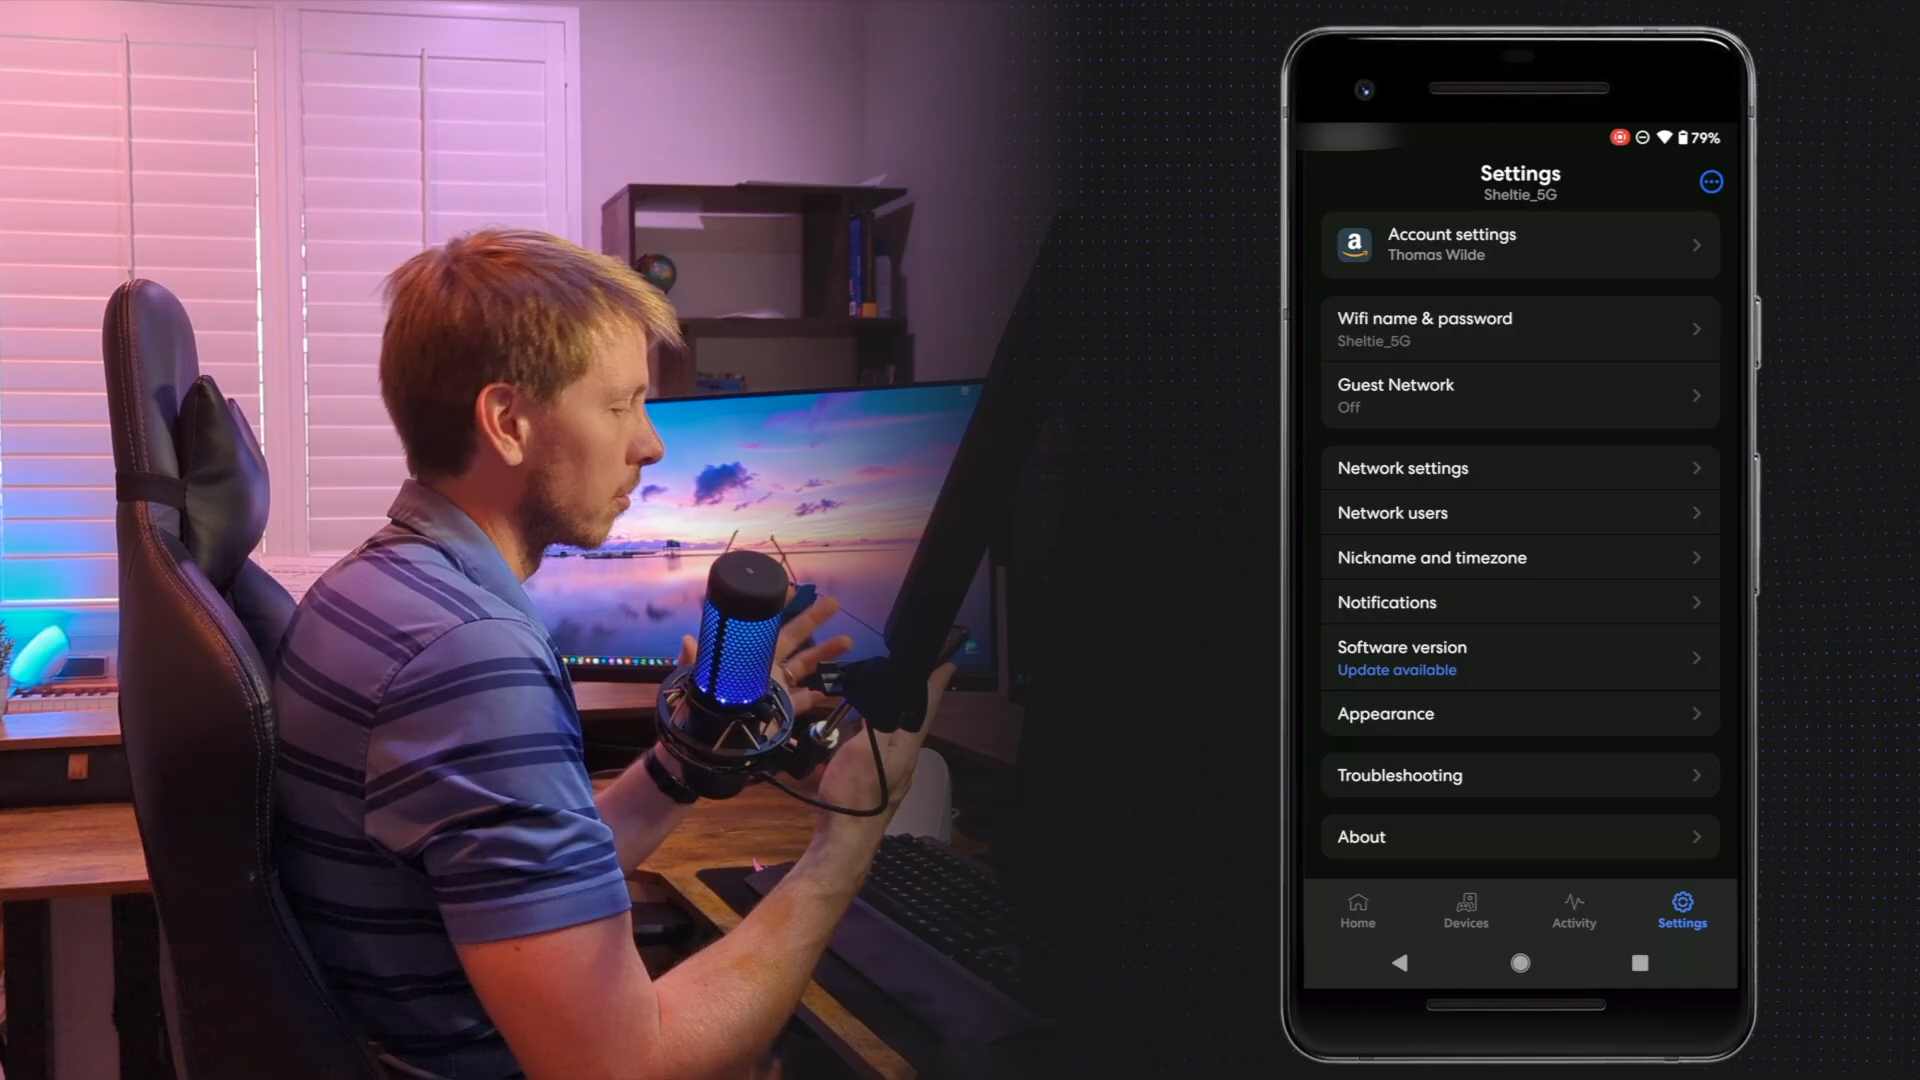 79%
Settings
Sheltie_5G
a
Account settings
Thomas Wilde
Wifi name & password
Sheltie_5G
Guest Network
Off
Network settings
Network users
Nickname and timezone
Notifications
Software version
Update available
Appearance
Troubleshooting
About
Home Devices Activity Settings